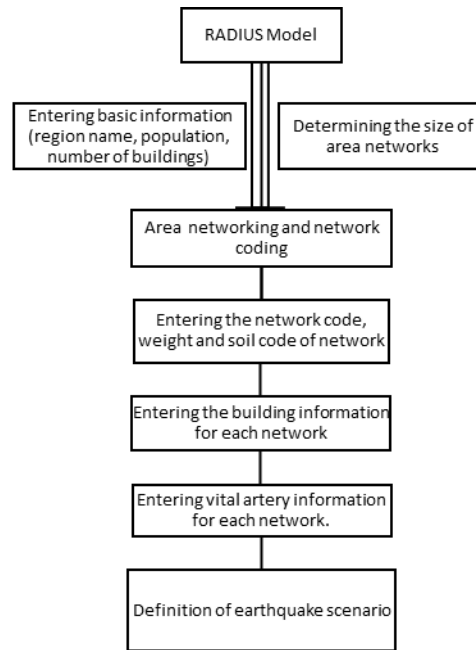 RADIUS Model
Entering basic information
(region name, population,
number of buildings)
Determining the size of
area networks
Area networking and network
coding
Entering the network code,
weight and soil code of network
Entering the building information
for each network
Entering vital artery information
for each network.
Definition of earthquake scenario